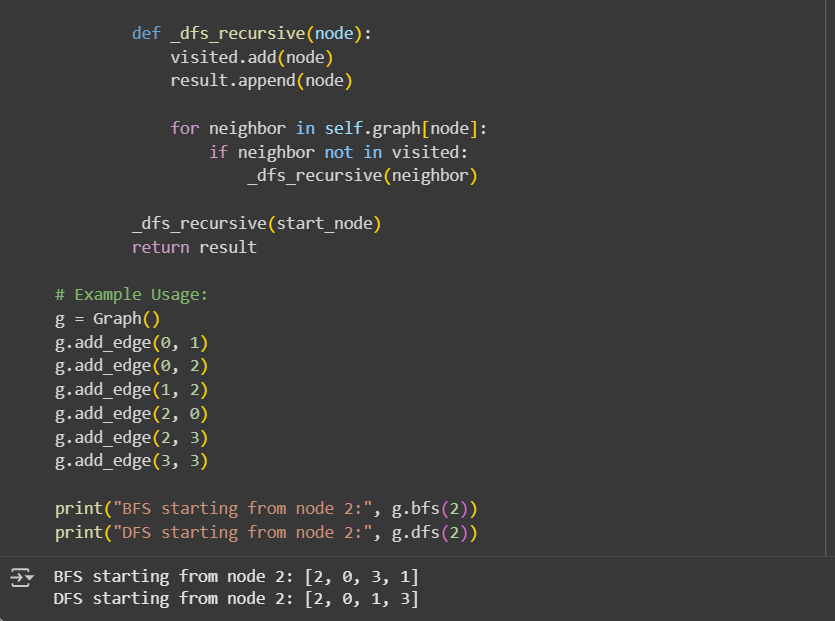 def _dfs_recursive(node):
visited.add(node)
result.append(node)
for neighbor in self.graph[node]:
if neighbor not in visited:
_dfs_recursive(neighbor)
_dfs_recursive(start_node)
return result
# Example Usage:
g = Graph()
g.add_edge(0, 1)
g.add_edge(0, 2)
g.add_edge(1, 2)
g.add_edge(2, 0)
g.add_edge(2, 3)
g.add_edge(3, 3)
print("BFS starting from node 2:", g.bfs(2))
print("DFS starting from node 2:", g.dfs(2))
BFS starting from node 2: [2, 0, 3, 1]
DFS starting from node 2: [2, 0, 1, 3]